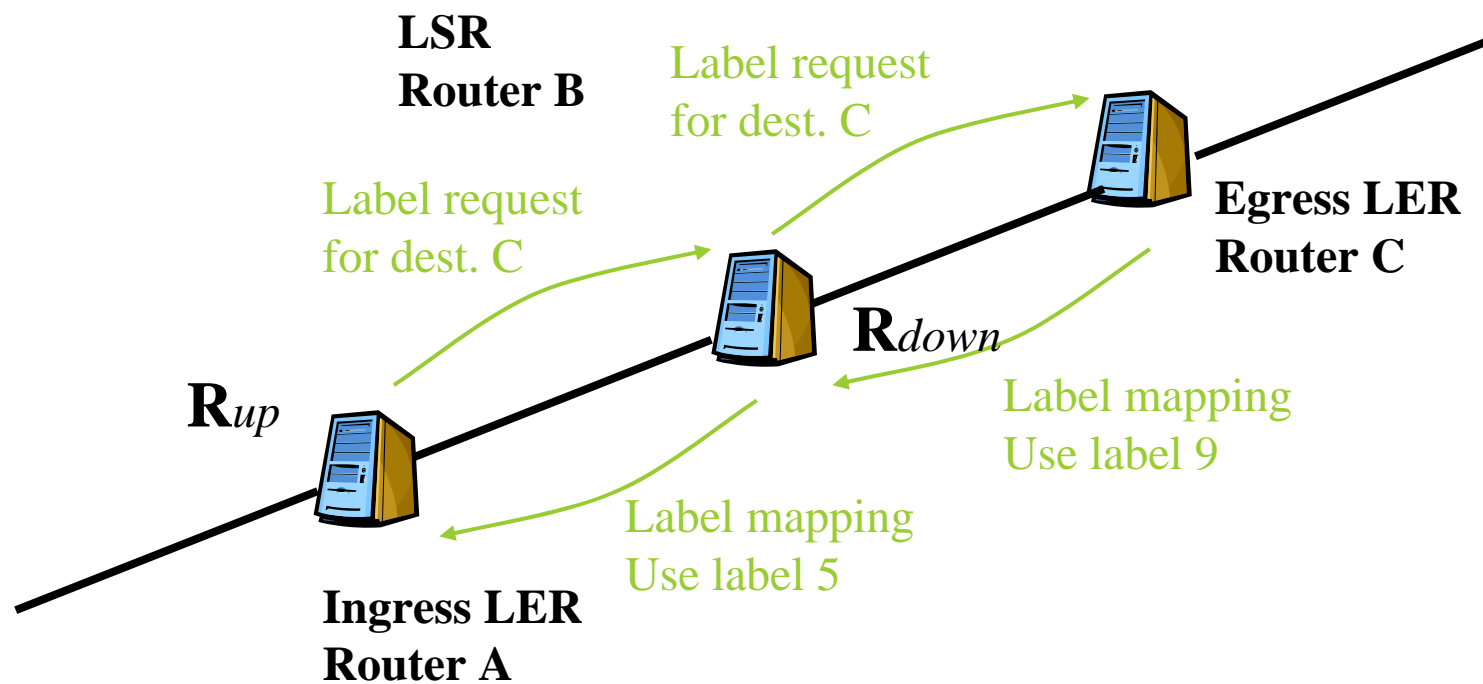 LSR
Router B
Label request
for dest. C
Label request
for dest. C
Egress LER
Router C
Rdown
Rup
Label mapping
Use label 9
Label mapping
Use label 5
Ingress LER
Router A